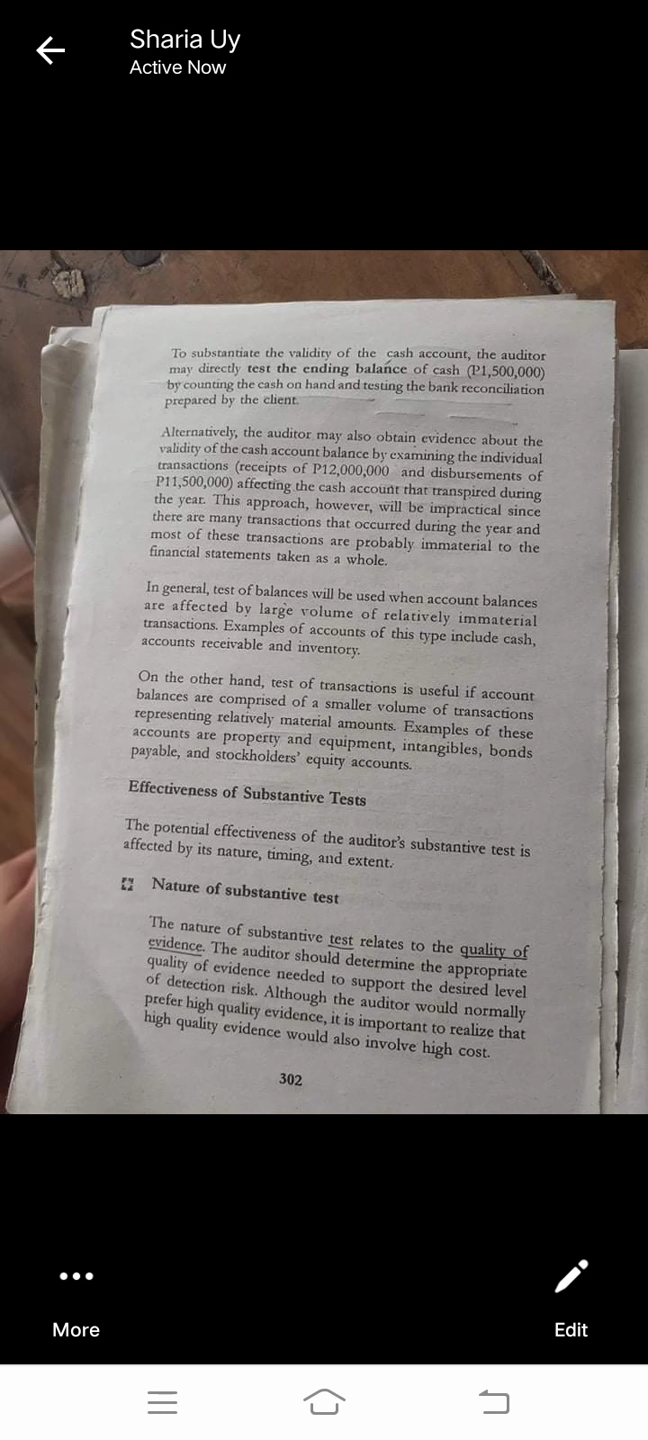 Sharia Uy
Active Now
To substantiate the validity of the cash account, the auditor
may directly test the ending balance of cash (P1,500,000)
by counting the cash on hand and testing the bank reconciliation
prepared by the client.
Alternatively, the auditor may also obtain evidence about the
validity of the cash account balance by examining the individual
transactions (receipts of P12,000,000 and disbursements of
P11,500,000) affecting the cash account that transpired during
the year. This approach, however, will be impractical since
there are many transactions that occurred during the year and
most of these transactions are probably immaterial to the
financial statements taken as a whole.
In general, test of balances will be used when account balances
are affected by large volume of relatively immaterial
transactions. Examples of accounts of this type include cash,
accounts receivable and inventory.
On the other hand, test of transactions is useful if account
balances are comprised of a smaller volume of transactions
representing relatively material amounts. Examples of these
accounts are property and equipment, intangibles, bonds
payable, and stockholders' equity accounts.
Effectiveness of Substantive Tests
The potential effectiveness of the auditor's substantive test is
affected by its nature, timing, and extent.
Nature of substantive test
The nature of substantive test relates to the quality of
evidence. The auditor should determine the appropriate
quality of evidence needed to support the desired level
of detection risk. Although the auditor would normally
prefer high quality evidence, it is important to realize that
high quality evidence would also involve high cost.
302
More
Edit